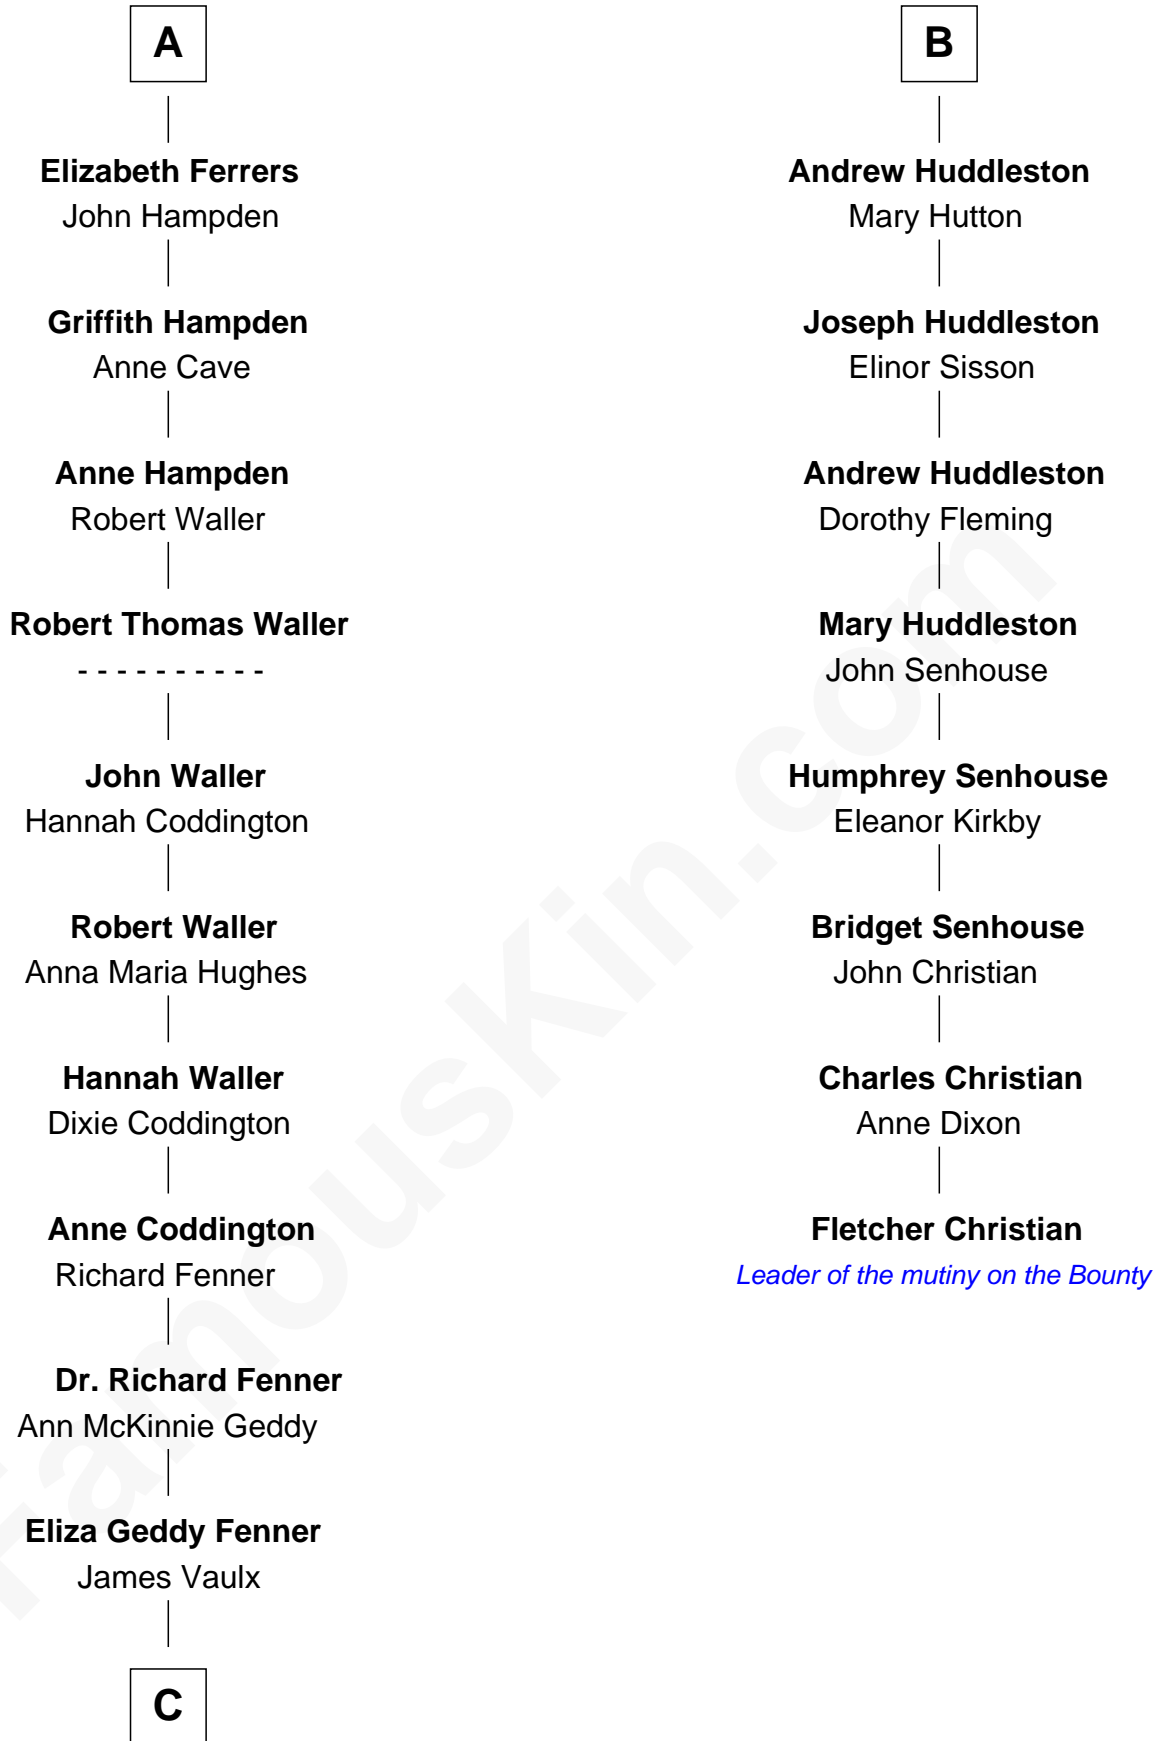 A
Elizabeth Ferrers
John Hampden
Griffith Hampden
Anne Cave
Anne Hampden
Robert Waller
Robert Thomas Waller
- - - - - - - - - -
John Waller
Hannah Coddington
Robert Waller
Anna Maria Hughes
Hannah Waller
Dixie Coddington
Anne Coddington
Richard Fenner
Dr. Richard Fenner
Ann McKinnie Geddy
Eliza Geddy Fenner
James Vaulx
C
B
Andrew Huddleston
Mary Hutton
Joseph Huddleston
Elinor Sisson
Andrew Huddleston
Dorothy Fleming
Mary Huddleston
John Senhouse
Humphrey Senhouse
Eleanor Kirkby
Bridget Senhouse
John Christian
Charles Christian
Anne Dixon
Fletcher Christian
Leader of the mutiny on the Bounty
FamousKin.com